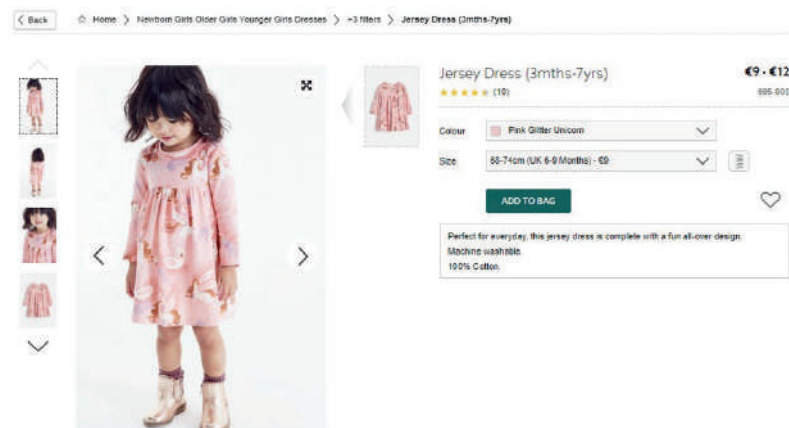 Back
Home > Newborn Girls Older Girls Younger Girls Dresses > +3 filters > Jersey Dress (3mths-7yrs)
Jersey Dress (3mths-7yrs) €9 - €12
(10)
Colour Pink Glitter Unicorn
Size 68-74cm (UK 6-9 Months) - €9
ADD TO BAG
Perfect for everyday, this jersey dress is complete with a fun all-over design.
Machine washable.
100% Cotton.